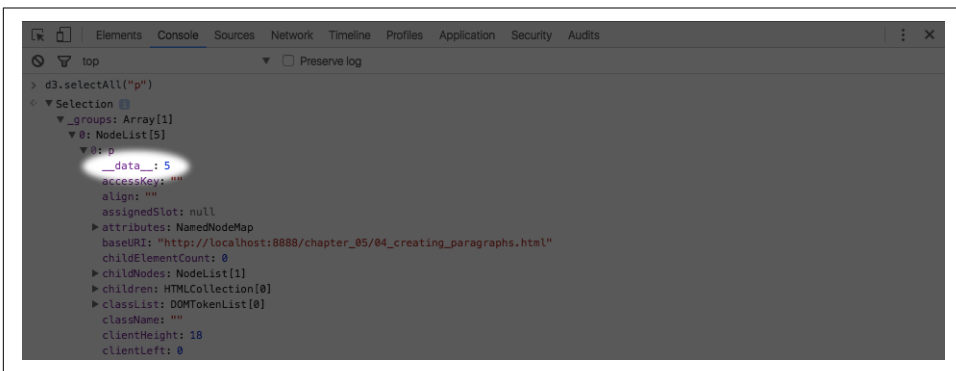 Elements Console Sources Network Timeline Profiles Application Security Audits
top Preserve log
> d3.selectAll("p")
Selection
_groups: Array[1]
0: NodeList[5]
0: p
__data__: 5
accessKey: ""
align: ""
assignedSlot: null
attributes: NamedNodeMap
baseURI: "http://localhost:8888/chapter_05/04_creating_paragraphs.html"
childElementCount: 0
childNodes: NodeList[1]
children: HTMLCollection[0]
classList: DOMTokenList[0]
className: ""
clientHeight: 18
clientLeft: 0